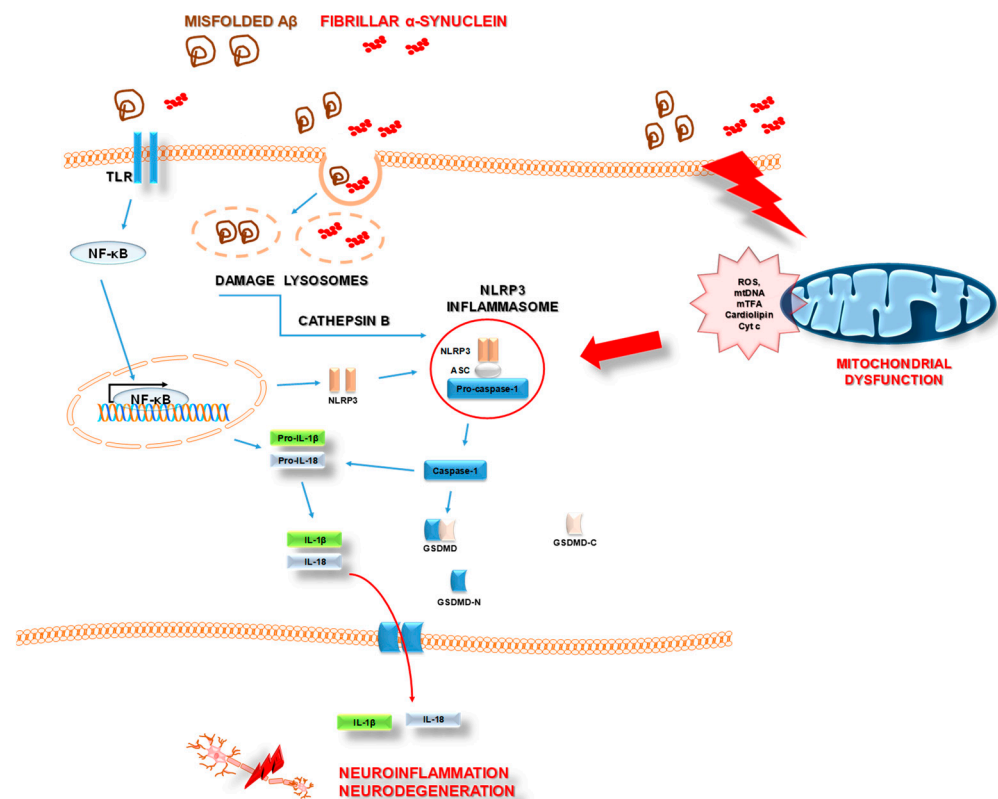 MISFOLDED Aβ
FIBRILLAR α-SYNUCLEIN
TLR
NF-κB
DAMAGE LYSOSOMES
CATHEPSIN B
NLRP3
INFLAMMASOME
NLRP3
ASC
Pro-caspase-1
ROS,
mtDNA
mTFA
Cardiolipin
Cyt c
MITOCHONDRIAL
DYSFUNCTION
NF-κB
NLRP3
Pro-IL-1β
Pro-IL-18
Caspase-1
IL-1β
IL-18
GSDMD
GSDMD-C
GSDMD-N
IL-1β
IL-18
NEUROINFLAMMATION
NEURODEGENERATION